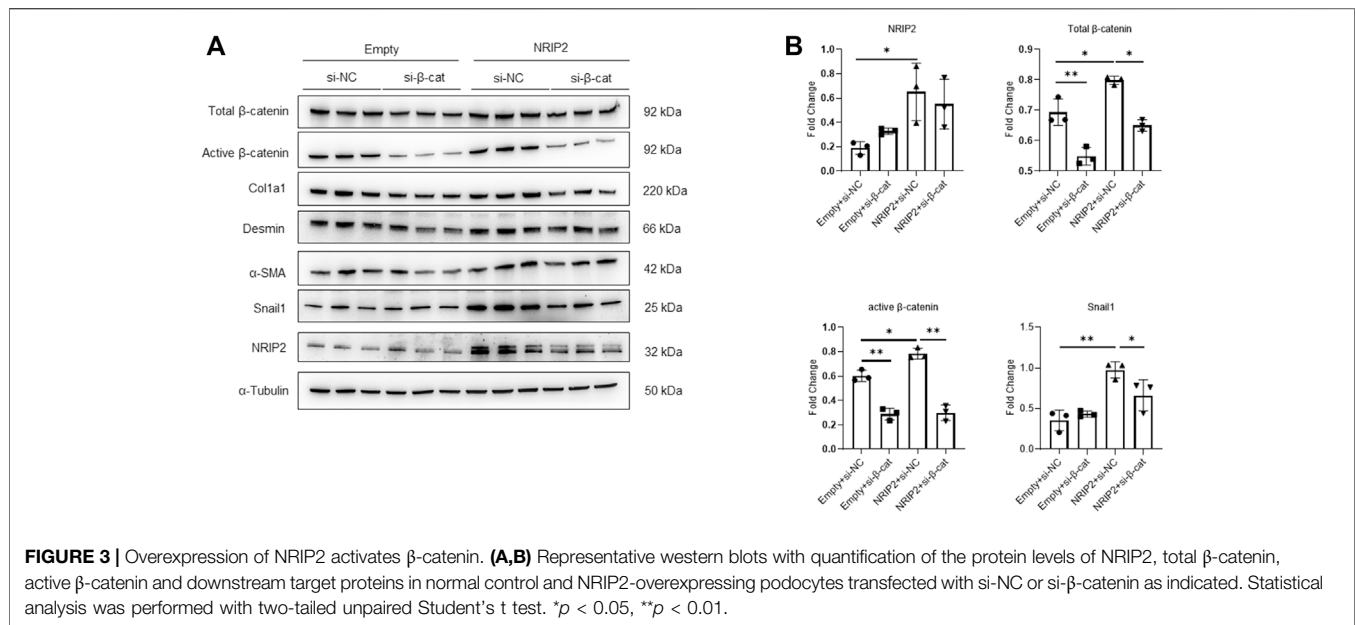 A
Empty NRIP2
si-NC si-β-cat si-NC si-β-cat
Total β-catenin 92 kDa
Active β-catenin 92 kDa
Col1a1 220 kDa
Desmin 66 kDa
α-SMA 42 kDa
Snail1 25 kDa
NRIP2 32 kDa
α-Tubulin 50 kDa
B
NRIP2
Fold Change
1.0
0.8
0.6
0.4
0.2
0.0
*
Empty+si-NC
Empty+si-β-cat
NRIP2+si-NC
NRIP2+si-β-cat
Total β-catenin
Fold Change
0.9
0.8
0.7
0.6
0.5
* *
**
Empty+si-NC
Empty+si-β-cat
NRIP2+si-NC
NRIP2+si-β-cat
active β-catenin
Fold Change
1.0
0.8
0.6
0.4
0.2
0.0
* **
**
Empty+si-NC
Empty+si-β-cat
NRIP2+si-NC
NRIP2+si-β-cat
Snail1
Fold Change
1.5
1.0
0.5
0.0
** *
Empty+si-NC
Empty+si-β-cat
NRIP2+si-NC
NRIP2+si-β-cat
FIGURE 3 | Overexpression of NRIP2 activates β-catenin. (A,B) Representative western blots with quantification of the protein levels of NRIP2, total β-catenin,
active β-catenin and downstream target proteins in normal control and NRIP2-overexpressing podocytes transfected with si-NC or si-β-catenin as indicated. Statistical
analysis was performed with two-tailed unpaired Student's t test. *p < 0.05, **p < 0.01.